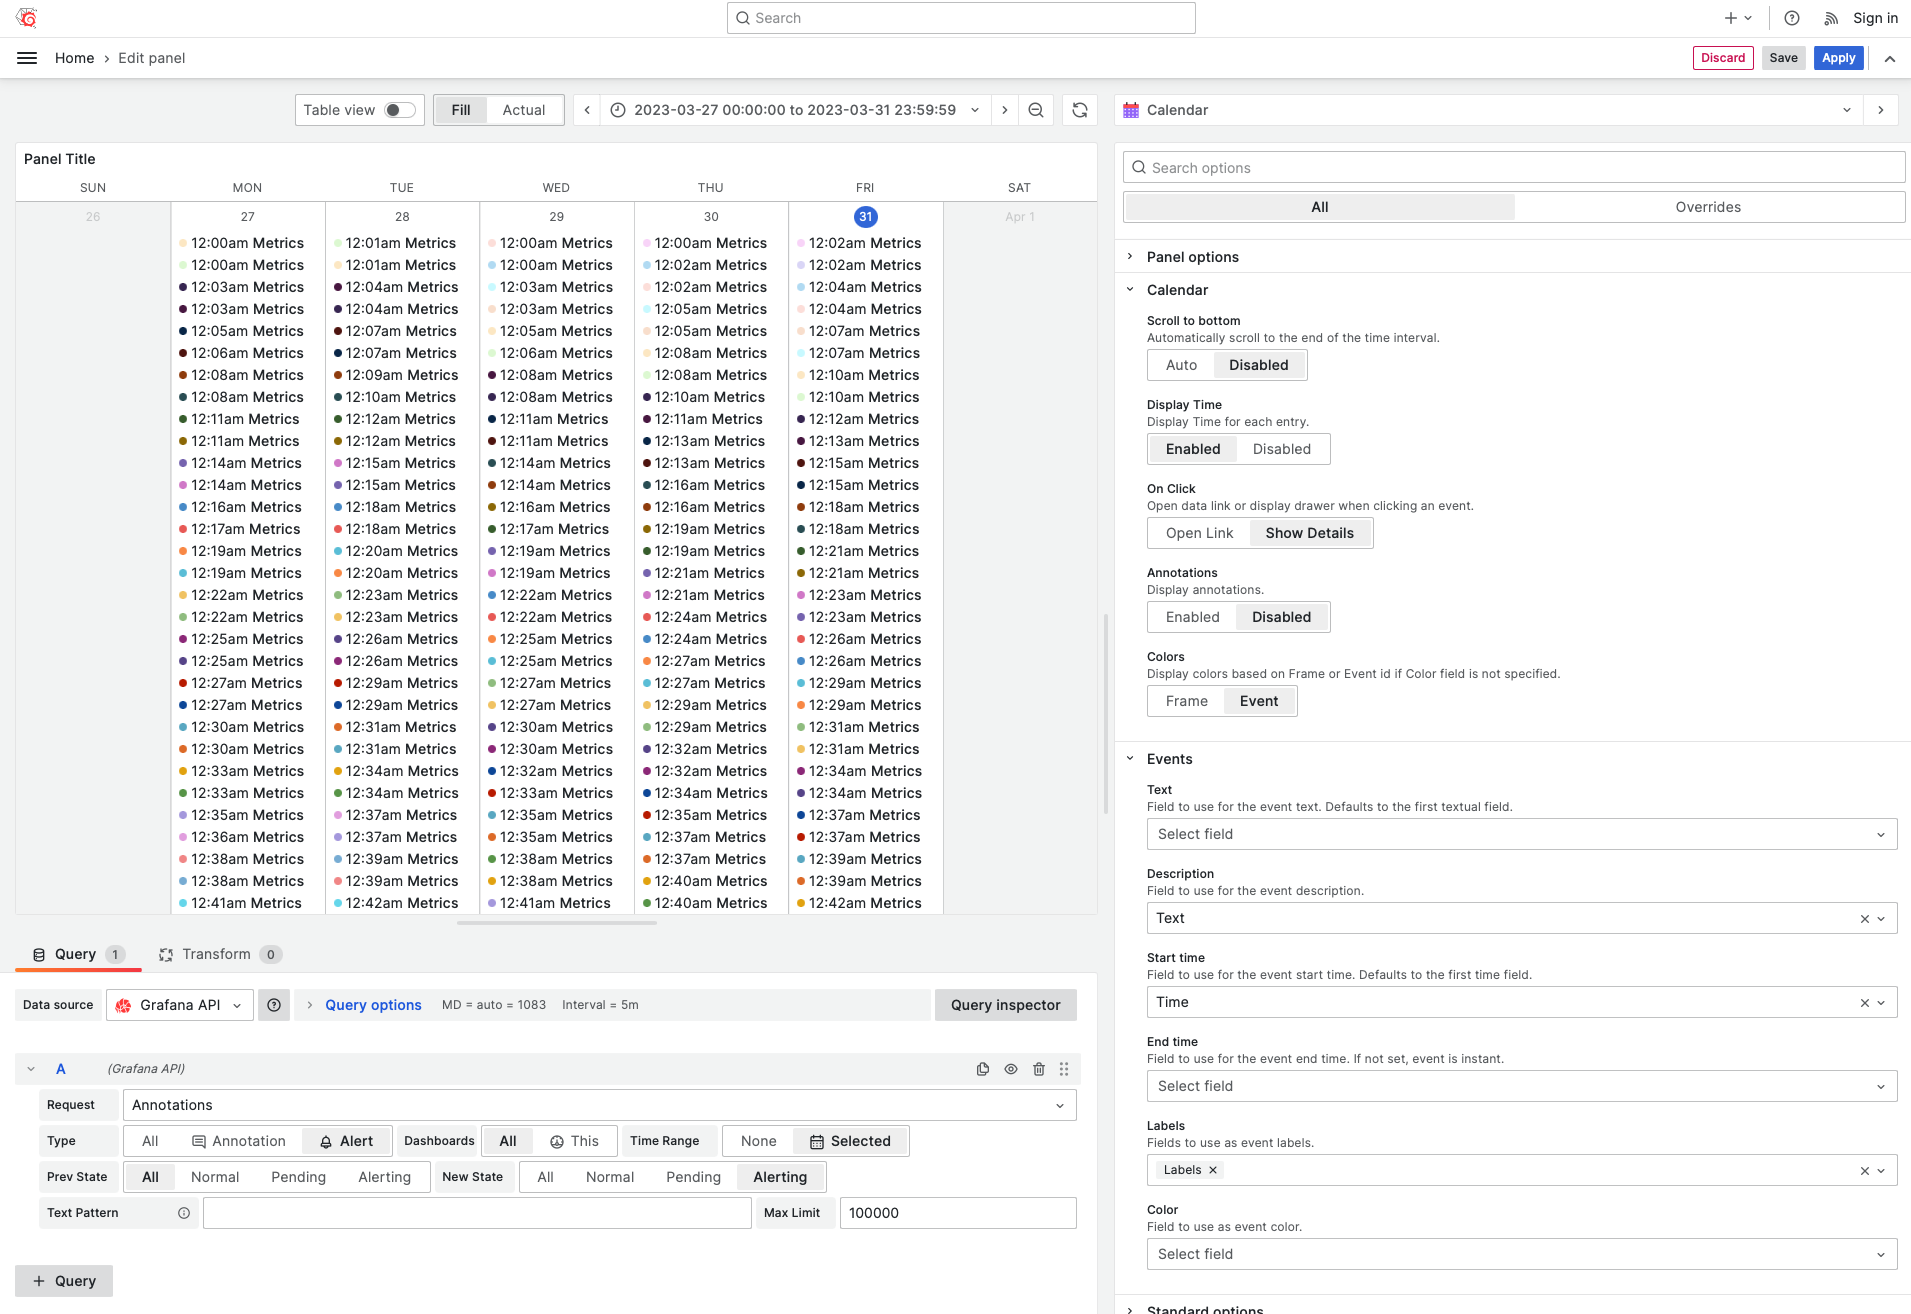 Search
Sign in
Home › Edit panel
Discard Save Apply
Table view Fill Actual 2023-03-27 00:00:00 to 2023-03-31 23:59:59 Calendar
Panel Title
SUN MON TUE WED THU FRI SAT
26 27 28 29 30 31 Apr 1
12:00am Metrics 12:01am Metrics 12:00am Metrics 12:00am Metrics 12:02am Metrics
12:00am Metrics 12:01am Metrics 12:00am Metrics 12:02am Metrics 12:02am Metrics
12:03am Metrics 12:04am Metrics 12:03am Metrics 12:02am Metrics 12:04am Metrics
12:03am Metrics 12:04am Metrics 12:03am Metrics 12:05am Metrics 12:04am Metrics
12:05am Metrics 12:07am Metrics 12:05am Metrics 12:05am Metrics 12:07am Metrics
12:06am Metrics 12:07am Metrics 12:06am Metrics 12:08am Metrics 12:07am Metrics
12:08am Metrics 12:09am Metrics 12:08am Metrics 12:08am Metrics 12:10am Metrics
12:08am Metrics 12:10am Metrics 12:08am Metrics 12:10am Metrics 12:10am Metrics
12:11am Metrics 12:12am Metrics 12:11am Metrics 12:11am Metrics 12:12am Metrics
12:11am Metrics 12:12am Metrics 12:11am Metrics 12:13am Metrics 12:13am Metrics
12:14am Metrics 12:15am Metrics 12:14am Metrics 12:13am Metrics 12:15am Metrics
12:14am Metrics 12:15am Metrics 12:14am Metrics 12:16am Metrics 12:15am Metrics
12:16am Metrics 12:18am Metrics 12:16am Metrics 12:16am Metrics 12:18am Metrics
12:17am Metrics 12:18am Metrics 12:17am Metrics 12:19am Metrics 12:18am Metrics
12:19am Metrics 12:20am Metrics 12:19am Metrics 12:19am Metrics 12:21am Metrics
12:19am Metrics 12:20am Metrics 12:19am Metrics 12:21am Metrics 12:21am Metrics
12:22am Metrics 12:23am Metrics 12:22am Metrics 12:21am Metrics 12:23am Metrics
12:22am Metrics 12:23am Metrics 12:22am Metrics 12:24am Metrics 12:23am Metrics
12:25am Metrics 12:26am Metrics 12:25am Metrics 12:24am Metrics 12:26am Metrics
12:25am Metrics 12:26am Metrics 12:25am Metrics 12:27am Metrics 12:26am Metrics
12:27am Metrics 12:29am Metrics 12:27am Metrics 12:27am Metrics 12:29am Metrics
12:27am Metrics 12:29am Metrics 12:27am Metrics 12:29am Metrics 12:29am Metrics
12:30am Metrics 12:31am Metrics 12:30am Metrics 12:29am Metrics 12:31am Metrics
12:30am Metrics 12:31am Metrics 12:30am Metrics 12:32am Metrics 12:31am Metrics
12:33am Metrics 12:34am Metrics 12:32am Metrics 12:32am Metrics 12:34am Metrics
12:33am Metrics 12:34am Metrics 12:33am Metrics 12:34am Metrics 12:34am Metrics
12:35am Metrics 12:37am Metrics 12:35am Metrics 12:35am Metrics 12:37am Metrics
12:36am Metrics 12:37am Metrics 12:35am Metrics 12:37am Metrics 12:37am Metrics
12:38am Metrics 12:39am Metrics 12:38am Metrics 12:37am Metrics 12:39am Metrics
12:38am Metrics 12:39am Metrics 12:38am Metrics 12:40am Metrics 12:39am Metrics
12:41am Metrics 12:42am Metrics 12:41am Metrics 12:40am Metrics 12:42am Metrics
Query 1 Transform 0
Data source Grafana API Query options MD = auto = 1083 Interval = 5m Query inspector
A (Grafana API)
Request Annotations
Type All Annotation Alert Dashboards All This Time Range None Selected
Prev State All Normal Pending Alerting New State All Normal Pending Alerting
Text Pattern Max Limit 100000
+ Query
Search options
All Overrides
Panel options
Calendar
Scroll to bottom
Automatically scroll to the end of the time interval.
Auto Disabled
Display Time
Display Time for each entry.
Enabled Disabled
On Click
Open data link or display drawer when clicking an event.
Open Link Show Details
Annotations
Display annotations.
Enabled Disabled
Colors
Display colors based on Frame or Event id if Color field is not specified.
Frame Event
Events
Text
Field to use for the event text. Defaults to the first textual field.
Select field
Description
Field to use for the event description.
Text
Start time
Field to use for the event start time. Defaults to the first time field.
Time
End time
Field to use for the event end time. If not set, event is instant.
Select field
Labels
Fields to use as event labels.
Labels
Color
Field to use as event color.
Select field
Standard options